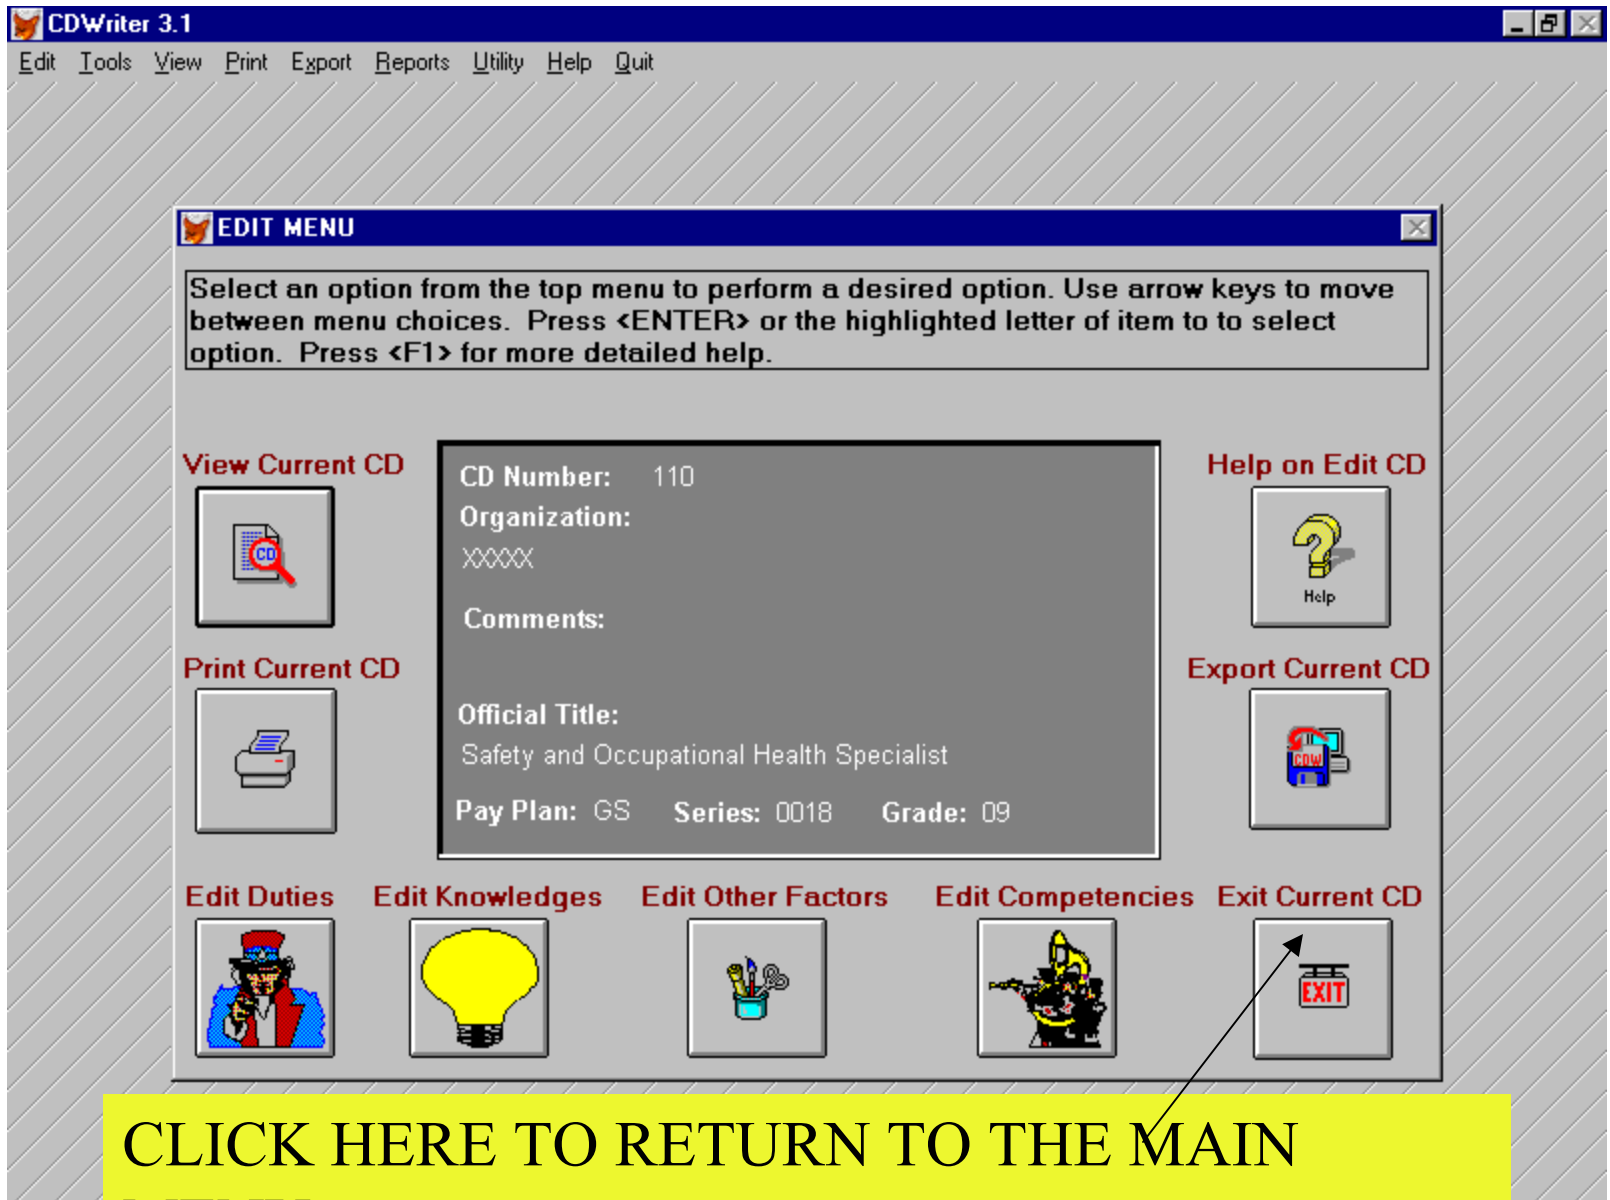 CDWriter 3.1
Edit Tools View Print Export Reports Utility Help Quit
EDIT MENU
Select an option from the top menu to perform a desired option. Use arrow keys to move
between menu choices. Press <ENTER> or the highlighted letter of item to to select
option. Press <F1> for more detailed help.
View Current CD
CD
Print Current CD
CD Number: 110
Organization:
XXXXX
Comments:
Official Title:
Safety and Occupational Health Specialist
Pay Plan: GS Series: 0018 Grade: 09
Help on Edit CD
Help
Export Current CD
CDW
Edit Duties Edit Knowledges Edit Other Factors Edit Competencies Exit Current CD
EXIT
CLICK HERE TO RETURN TO THE MAIN